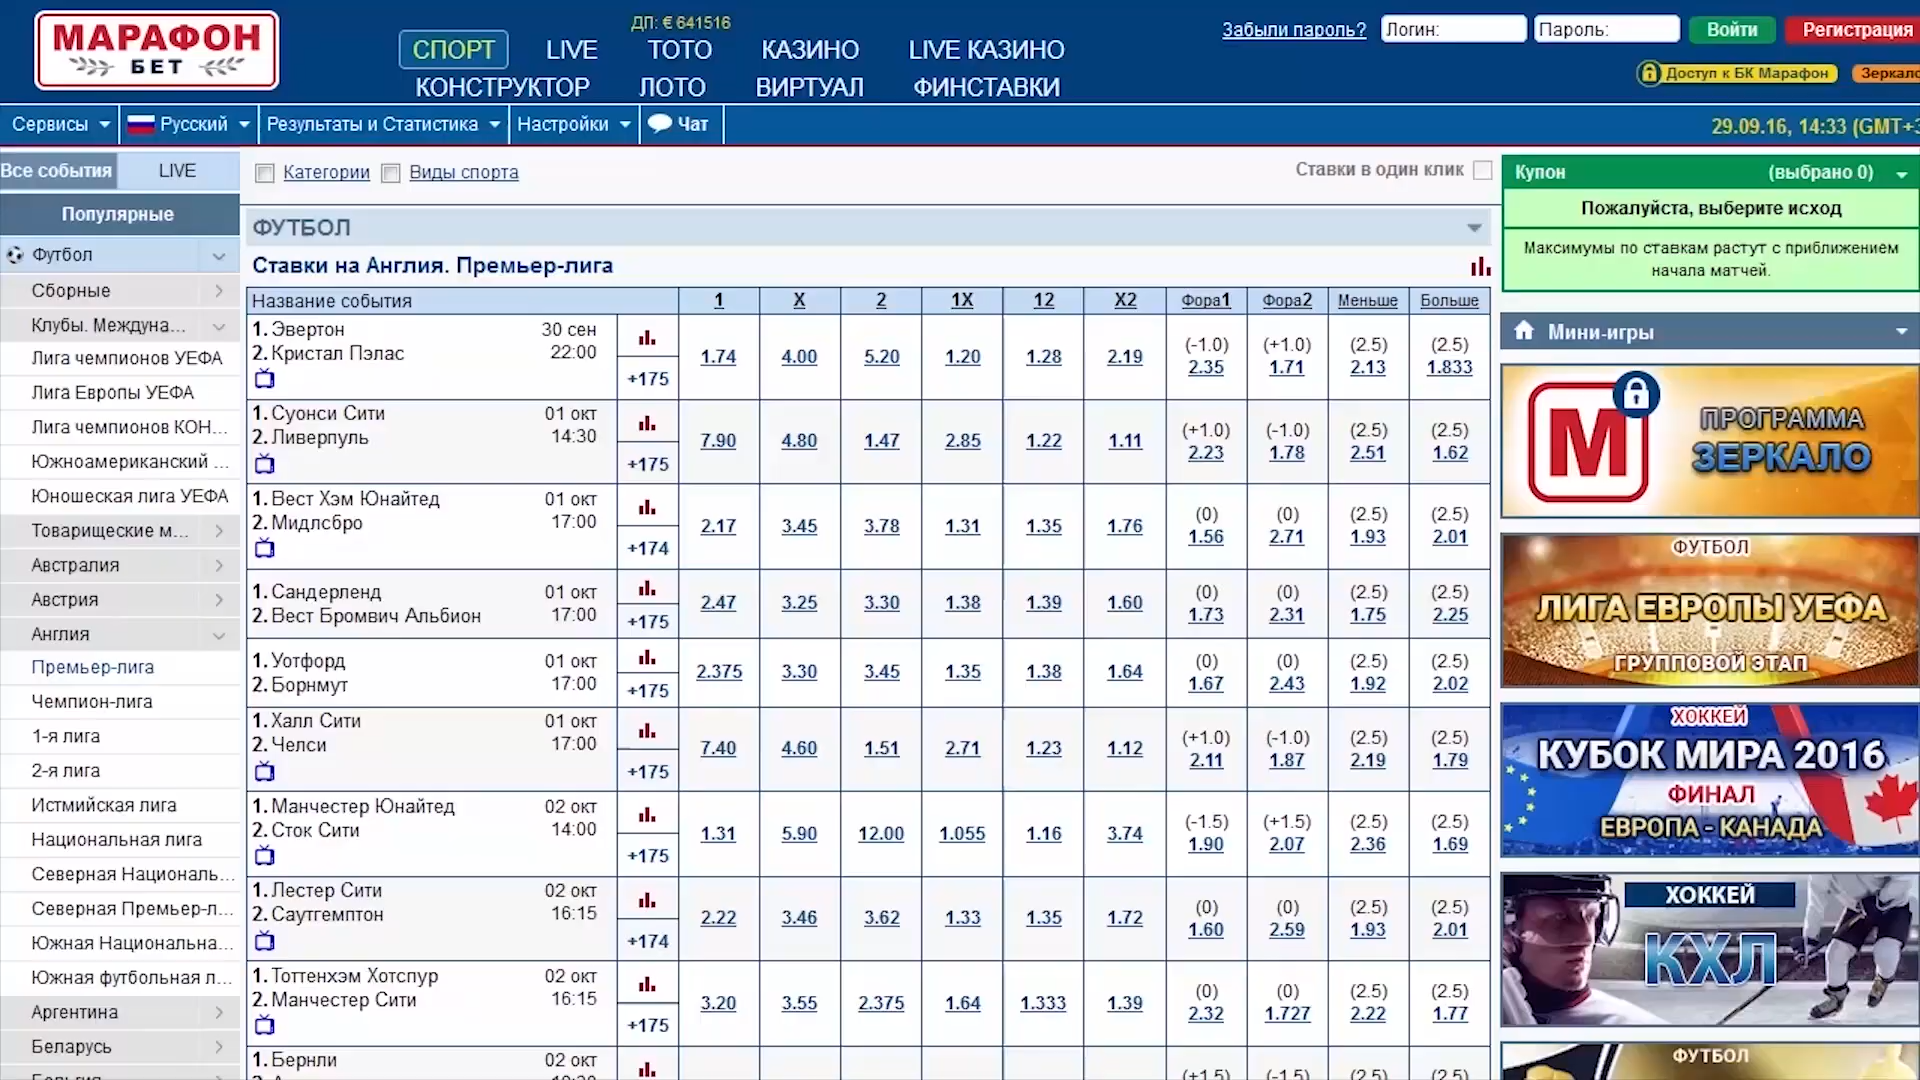 МАРАФОН
БЕТ
ДП: € 641516
СПОРТ LIVE ТОТО КАЗИНО LIVE КАЗИНО
КОНСТРУКТОР ЛОТО ВИРТУАЛ ФИНСТАВКИ
Забыли пароль? Логин: Пароль: Войти Регистрация
Доступ к БК Марафон
Сервисы Русский Результаты и Статистика Настройки Чат
29.09.16, 14:33 (GMT+3
Все события LIVE
Популярные
Футбол
Сборные
Клубы. Междуна...
Лига чемпионов УЕФА
Лига Европы УЕФА
Лига чемпионов КОН...
Южноамериканский ...
Юношеская лига УЕФА
Товарищеские м...
Австралия
Австрия
Англия
Премьер-лига
Чемпион-лига
1-я лига
2-я лига
Истмийская лига
Национальная лига
Северная Националь...
Северная Премьер-л...
Южная Национальна...
Южная футбольная л...
Аргентина
Беларусь
Категории Виды спорта Ставки в один клик
ФУТБОЛ
Ставки на Англия. Премьер-лига
Название события 1 X 2 1X 12 X2 Фора1 Фора2 Меньше Больше
1. Эвертон 30 сен (-1.0) (+1.0) (2.5) (2.5)
2. Кристал Пэлас 22:00 1.74 4.00 5.20 1.20 1.28 2.19 2.35 1.71 2.13 1.833
+175
1. Суонси Сити 01 окт (+1.0) (-1.0) (2.5) (2.5)
2. Ливерпуль 14:30 7.90 4.80 1.47 2.85 1.22 1.11 2.23 1.78 2.51 1.62
+175
1. Вест Хэм Юнайтед 01 окт (0) (0) (2.5) (2.5)
2. Мидлсбро 17:00 2.17 3.45 3.78 1.31 1.35 1.76 1.56 2.71 1.93 2.01
+174
1. Сандерленд 01 окт (0) (0) (2.5) (2.5)
2. Вест Бромвич Альбион 17:00 2.47 3.25 3.30 1.38 1.39 1.60 1.73 2.31 1.75 2.25
+175
1. Уотфорд 01 окт (0) (0) (2.5) (2.5)
2. Борнмут 17:00 2.375 3.30 3.45 1.35 1.38 1.64 1.67 2.43 1.92 2.02
+175
1. Халл Сити 01 окт (+1.0) (-1.0) (2.5) (2.5)
2. Челси 17:00 7.40 4.60 1.51 2.71 1.23 1.12 2.11 1.87 2.19 1.79
+175
1. Манчестер Юнайтед 02 окт (-1.5) (+1.5) (2.5) (2.5)
2. Сток Сити 14:00 1.31 5.90 12.00 1.055 1.16 3.74 1.90 2.07 2.36 1.69
+175
1. Лестер Сити 02 окт (0) (0) (2.5) (2.5)
2. Саутгемптон 16:15 2.22 3.46 3.62 1.33 1.35 1.72 1.60 2.59 1.93 2.01
+174
1. Тоттенхэм Хотспур 02 окт (0) (0) (2.5) (2.5)
2. Манчестер Сити 16:15 3.20 3.55 2.375 1.64 1.333 1.39 2.32 1.727 2.22 1.77
+175
1. Бернли 02 окт (+1.5) (-1.5) (2.5) (2.5)
Купон (выбрано 0)
Пожалуйста, выберите исход
Максимумы по ставкам растут с приближением
начала матчей.
Мини-игры
М
ПРОГРАММА
ЗЕРКАЛО
ФУТБОЛ
ЛИГА ЕВРОПЫ УЕФА
ГРУППОВОЙ ЭТАП
ХОККЕЙ
КУБОК МИРА 2016
ФИНАЛ
ЕВРОПА - КАНАДА
ХОККЕЙ
КХЛ
ФУТБОЛ